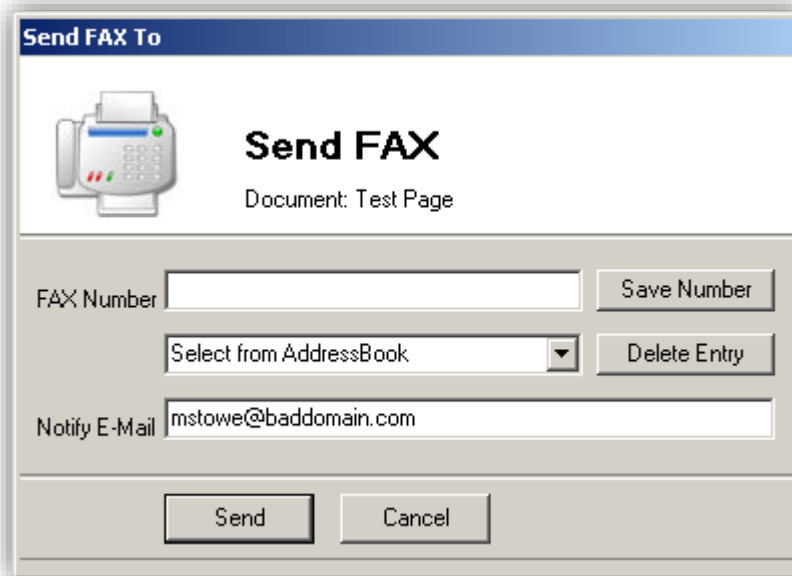 Send FAX To
Send FAX
Document: Test Page
FAX Number
Save Number
Select from AddressBook
Delete Entry
Notify E-Mail
mstowe@baddomain.com
Send
Cancel